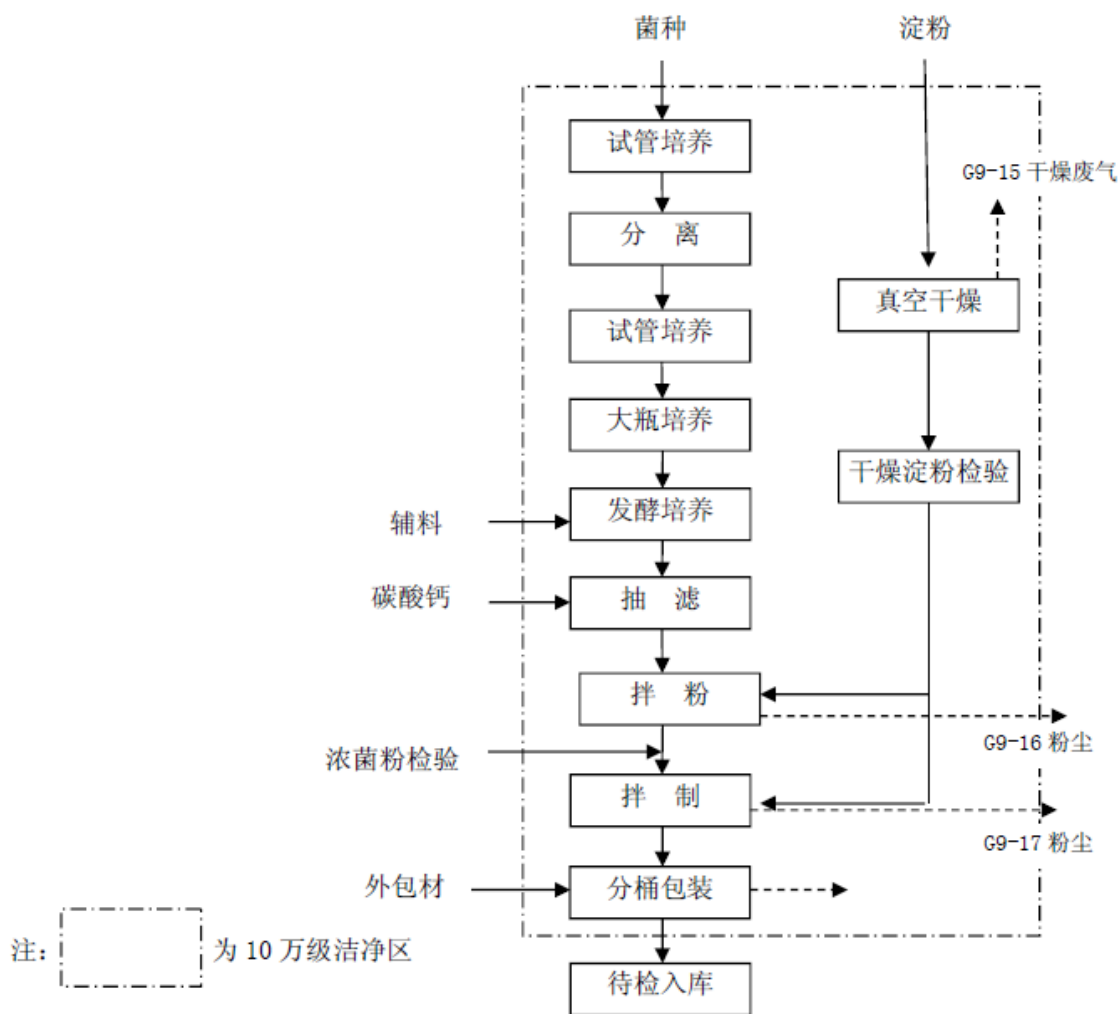 菌种
淀粉
试管培养
G9-15 干燥废气
分 离
真空干燥
试管培养
大瓶培养
干燥淀粉检验
发酵培养
辅料
碳酸钙
抽 滤
拌 粉
G9-16 粉尘
浓菌粉检验
拌 制
G9-17 粉尘
外包材
分桶包装
注: 为 10 万级洁净区
待检入库